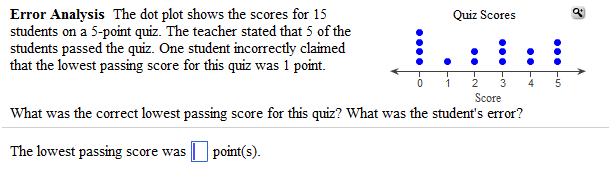 Error Analysis The dot plot shows the scores for 15
students on a 5-point quiz. The teacher stated that 5 of the
students passed the quiz. One student incorrectly claimed
that the lowest passing score for this quiz was 1 point.
Quiz Scores
0 1 2 3 4 5
Score
What was the correct lowest passing score for this quiz? What was the student's error?
The lowest passing score was point(s).